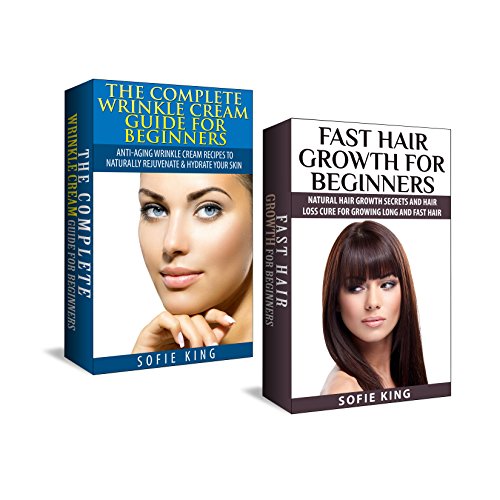 THE COMPLETE
WRINKLE CREAM
GUIDE FOR
BEGINNERS
ANTI-AGING WRINKLE CREAM RECIPES TO
NATURALLY REJUVENATE & HYDRATE YOUR SKIN
SOFIE KING
THE COMPLETE
WRINKLE CREAM GUIDE FOR BEGINNERS
FAST HAIR
GROWTH FOR
BEGINNERS
NATURAL HAIR GROWTH SECRETS AND HAIR
LOSS CURE FOR GROWING LONG AND FAST HAIR
SOFIE KING
FAST HAIR
GROWTH FOR BEGINNERS